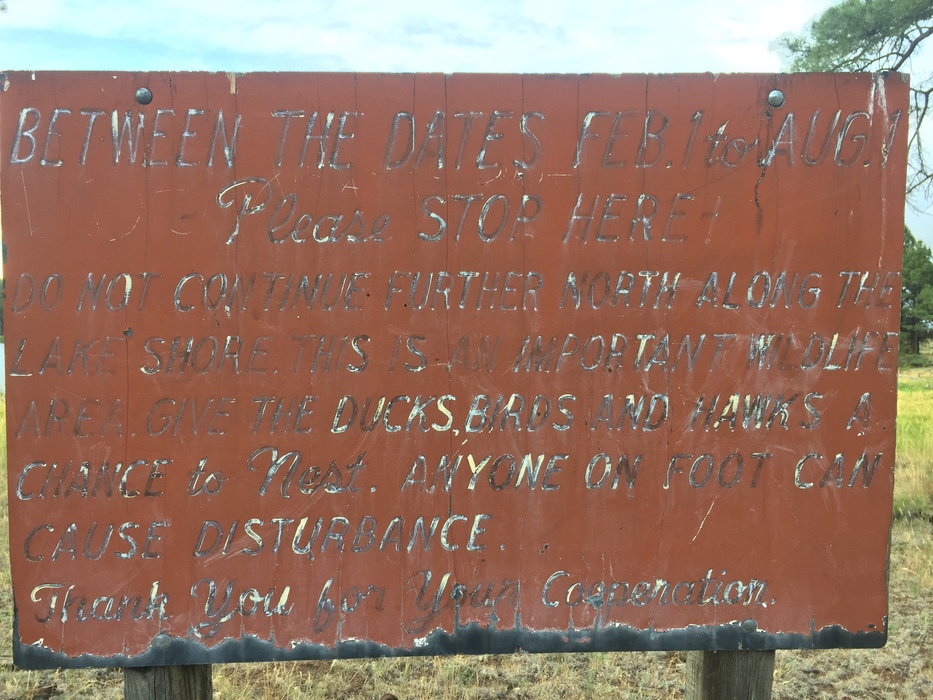 BETWEEN THE DATES FEB. 1 to AUG. 1
Please STOP HERE!
DO NOT CONTINUE FURTHER NORTH ALONG THE
LAKE SHORE. THIS IS AN IMPORTANT WILDLIFE
AREA. GIVE THE DUCKS, BIRDS AND HAWKS A
CHANCE to Nest. ANYONE ON FOOT CAN
CAUSE DISTURBANCE.
Thank You for Your Cooperation.